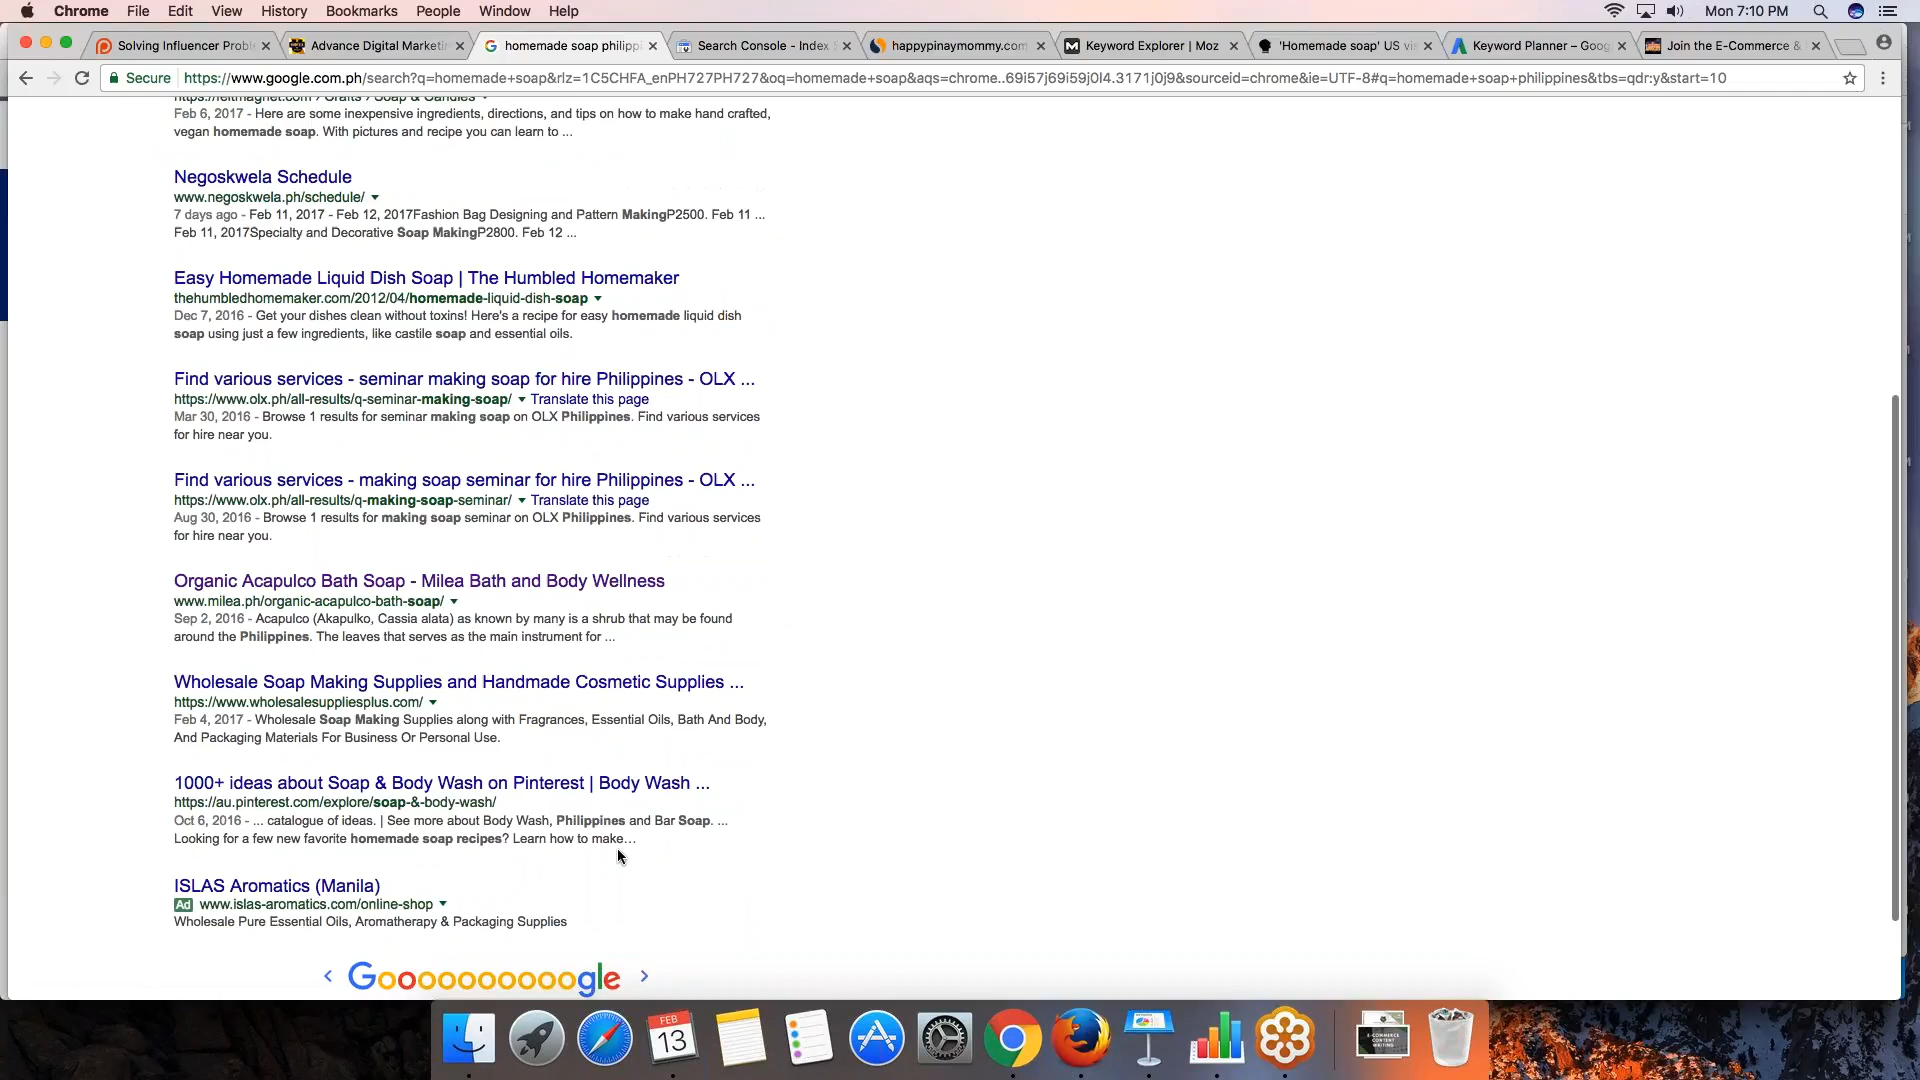 Chrome File Edit View History Bookmarks People Window Help Mon 7:10 PM
Solving Influencer Prob
Advance Digital Marketi
homemade soap philipp
Search Console - Index
happypinaymommy.com
Keyword Explorer | Moz
'Homemade soap' US vi
Keyword Planner – Goog
Join the E-Commerce &
Secure https://www.google.com.ph/search?q=homemade+soap&rlz=1C5CHFA_enPH727PH727&oq=homemade+soap&aqs=chrome..69i57j69i59j0l4.3171j0j9&sourceid=chrome&ie=UTF-8#q=homemade+soap+philippines&tbs=qdr:y&start=10
https://feltmagnet.com › Crafts › Soap & Candles
Feb 6, 2017 - Here are some inexpensive ingredients, directions, and tips on how to make hand crafted,
vegan homemade soap. With pictures and recipe you can learn to ...
Negoskwela Schedule
www.negoskwela.ph/schedule/
7 days ago - Feb 11, 2017 - Feb 12, 2017Fashion Bag Designing and Pattern MakingP2500. Feb 11 ...
Feb 11, 2017Specialty and Decorative Soap MakingP2800. Feb 12 ...
Easy Homemade Liquid Dish Soap | The Humbled Homemaker
thehumbledhomemaker.com/2012/04/homemade-liquid-dish-soap
Dec 7, 2016 - Get your dishes clean without toxins! Here's a recipe for easy homemade liquid dish
soap using just a few ingredients, like castile soap and essential oils.
Find various services - seminar making soap for hire Philippines - OLX ...
https://www.olx.ph/all-results/q-seminar-making-soap/ Translate this page
Mar 30, 2016 - Browse 1 results for seminar making soap on OLX Philippines. Find various services
for hire near you.
Find various services - making soap seminar for hire Philippines - OLX ...
https://www.olx.ph/all-results/q-making-soap-seminar/ Translate this page
Aug 30, 2016 - Browse 1 results for making soap seminar on OLX Philippines. Find various services
for hire near you.
Organic Acapulco Bath Soap - Milea Bath and Body Wellness
www.milea.ph/organic-acapulco-bath-soap/
Sep 2, 2016 - Acapulco (Akapulko, Cassia alata) as known by many is a shrub that may be found
around the Philippines. The leaves that serves as the main instrument for ...
Wholesale Soap Making Supplies and Handmade Cosmetic Supplies ...
https://www.wholesalesuppliesplus.com/
Feb 4, 2017 - Wholesale Soap Making Supplies along with Fragrances, Essential Oils, Bath And Body,
And Packaging Materials For Business Or Personal Use.
1000+ ideas about Soap & Body Wash on Pinterest | Body Wash ...
https://au.pinterest.com/explore/soap-&-body-wash/
Oct 6, 2016 - ... catalogue of ideas. | See more about Body Wash, Philippines and Bar Soap. ...
Looking for a few new favorite homemade soap recipes? Learn how to make...
ISLAS Aromatics (Manila)
Ad www.islas-aromatics.com/online-shop
Wholesale Pure Essential Oils, Aromatherapy & Packaging Supplies
Goooooooooogle
FEB
13
E-COMMERCE
CONTENT
WRITING